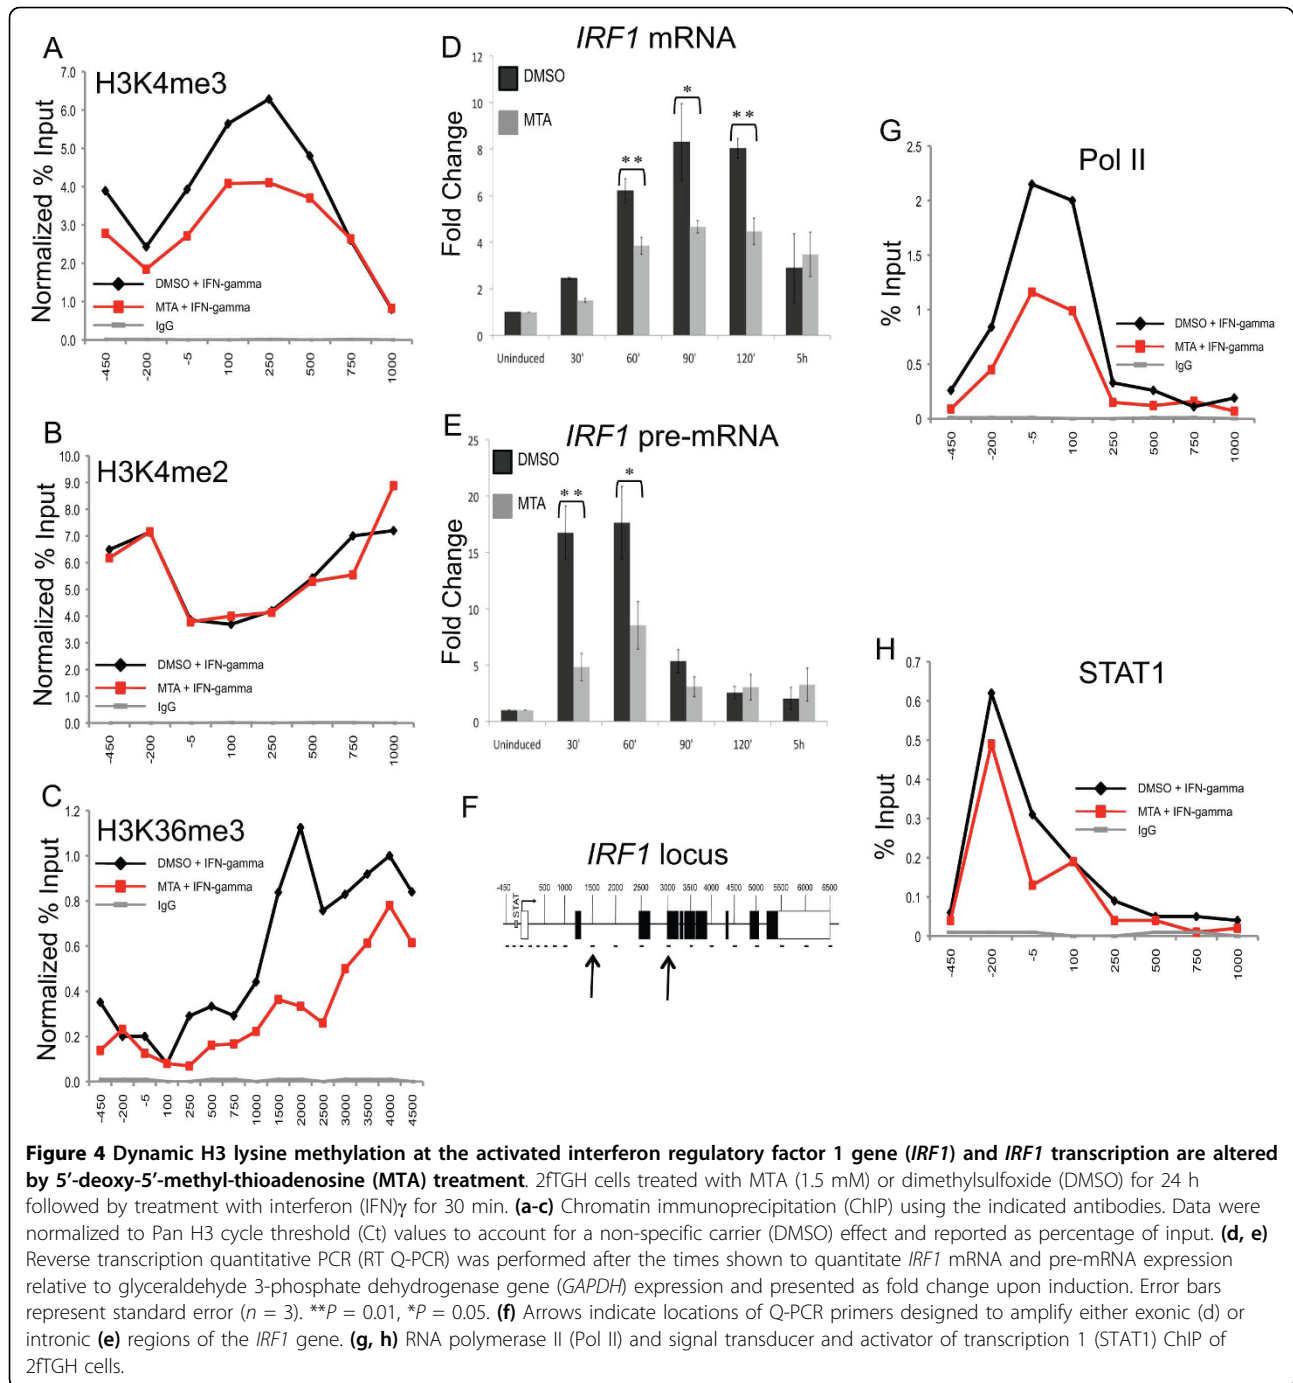 A
H3K4me3
Normalized % Input
7.0
6.0
5.0
4.0
3.0
2.0
1.0
0.0
DMSO + IFN-gamma
MTA + IFN-gamma
IgG
-450
-200
-5
100
250
500
750
1000
B
H3K4me2
Normalized % Input
10.0
9.0
8.0
7.0
6.0
5.0
4.0
3.0
2.0
1.0
0.0
DMSO + IFN-gamma
MTA + IFN-gamma
IgG
-450
-200
-5
100
250
500
750
1000
C
H3K36me3
Normalized % Input
1.2
1.0
0.8
0.6
0.4
0.2
0.0
DMSO + IFN-gamma
MTA + IFN-gamma
IgG
-450
-200
-5
100
250
500
750
1000
1500
2000
2500
3000
3500
4000
4500
D
IRF1 mRNA
Fold Change
12
10
8
6
4
2
0
DMSO
MTA
**
*
**
Uninduced
30'
60'
90'
120'
5h
E
IRF1 pre-mRNA
Fold Change
25
20
15
10
5
0
DMSO
MTA
**
*
Uninduced
30'
60'
90'
120'
5h
F
IRF1 locus
-450 500 1000 1500 2000 2500 3000 3500 4000 4500 5000 5500 6000 6500
STAT
G
Pol II
% Input
2.5
2
1.5
1
0.5
0
DMSO + IFN-gamma
MTA + IFN-gamma
IgG
-450
-200
-5
100
250
500
750
1000
H
STAT1
% Input
0.7
0.6
0.5
0.4
0.3
0.2
0.1
0
DMSO + IFN-gamma
MTA + IFN-gamma
IgG
-450
-200
-5
100
250
500
750
1000
Figure 4 Dynamic H3 lysine methylation at the activated interferon regulatory factor 1 gene (IRF1) and IRF1 transcription are altered
by 5′-deoxy-5′-methyl-thioadenosine (MTA) treatment. 2fTGH cells treated with MTA (1.5 mM) or dimethylsulfoxide (DMSO) for 24 h
followed by treatment with interferon (IFN)γ for 30 min. (a-c) Chromatin immunoprecipitation (ChIP) using the indicated antibodies. Data were
normalized to Pan H3 cycle threshold (Ct) values to account for a non-specific carrier (DMSO) effect and reported as percentage of input. (d, e)
Reverse transcription quantitative PCR (RT Q-PCR) was performed after the times shown to quantitate IRF1 mRNA and pre-mRNA expression
relative to glyceraldehyde 3-phosphate dehydrogenase gene (GAPDH) expression and presented as fold change upon induction. Error bars
represent standard error (n = 3). **P = 0.01, *P = 0.05. (f) Arrows indicate locations of Q-PCR primers designed to amplify either exonic (d) or
intronic (e) regions of the IRF1 gene. (g, h) RNA polymerase II (Pol II) and signal transducer and activator of transcription 1 (STAT1) ChIP of
2fTGH cells.